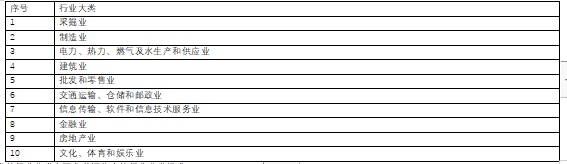 序号 行业大类
1 采掘业
2 制造业
3 电力、热力、燃气及水生产和供应业
4 建筑业
5 批发和零售业
6 交通运输、仓储和邮政业
7 信息传输、软件和信息技术服务业
8 金融业
9 房地产业
10 文化、体育和娱乐业